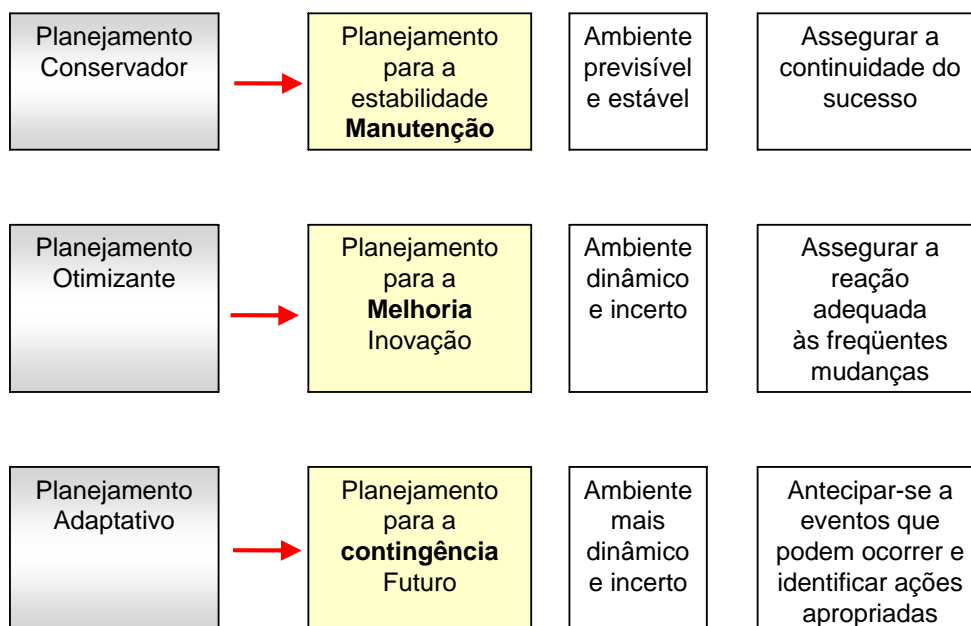 Planejamento
Conservador
Planejamento
para a
estabilidade
Manutenção
Ambiente
previsível
e estável
Assegurar a
continuidade do
sucesso
Planejamento
Otimizante
Planejamento
para a
Melhoria
Inovação
Ambiente
dinâmico
e incerto
Assegurar a
reação
adequada
às freqüentes
mudanças
Planejamento
Adaptativo
Planejamento
para a
contingência
Futuro
Ambiente
mais
dinâmico
e incerto
Antecipar-se a
eventos que
podem ocorrer e
identificar ações
apropriadas